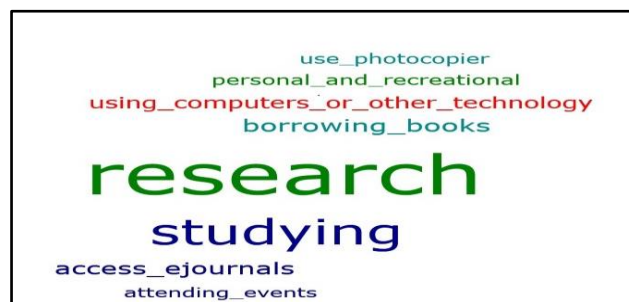 use_photocopier
personal_and_recreational
using_computers_or_other_technology
borrowing_books
research
studying
access_ejournals
attending_events